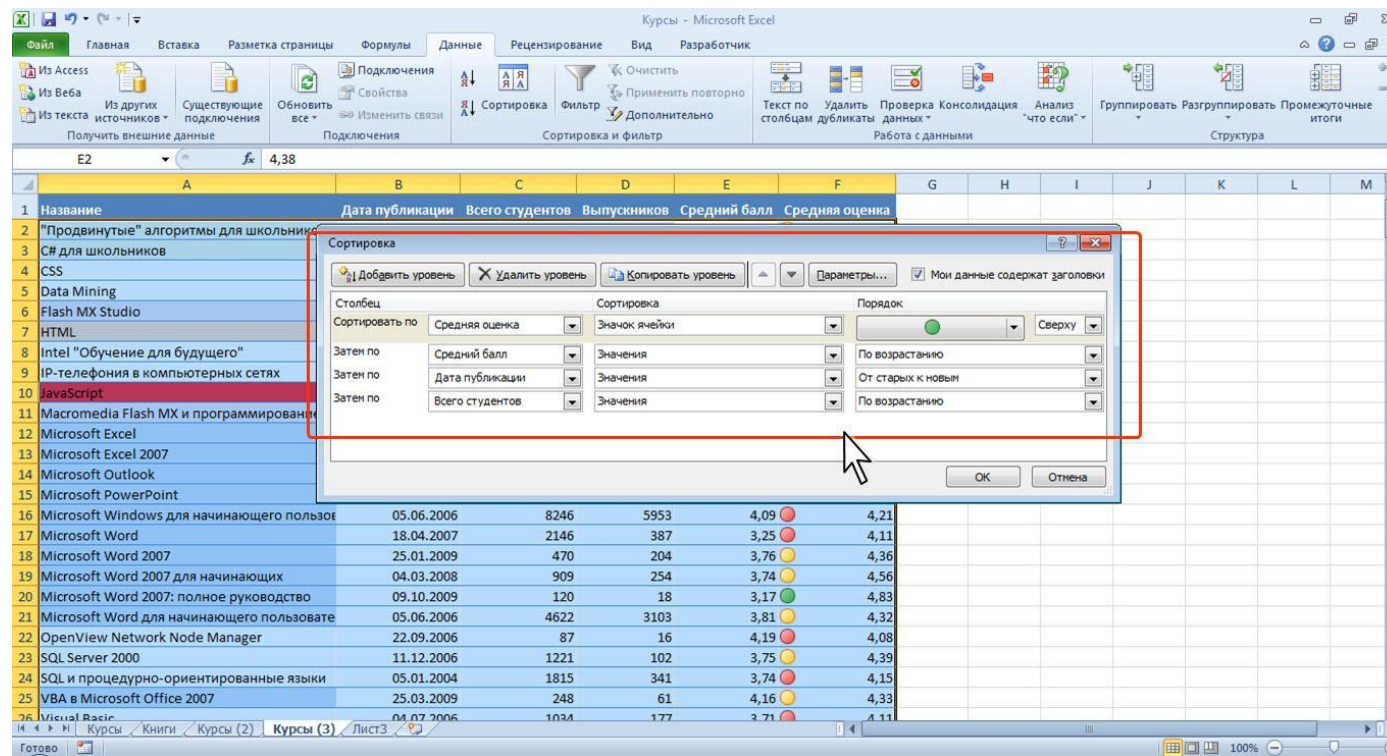 Курсы - Microsoft Excel
Файл Главная Вставка Разметка страницы Формулы Данные Рецензирование Вид Разработчик
Из Access
Из Веба
Из текста
Из других источников
Существующие подключения
Получить внешние данные
Обновить все
Подключения
Свойства
Изменить связи
Подключения
Сортировка
Фильтр
Очистить
Применить повторно
Дополнительно
Сортировка и фильтр
Текст по столбцам
Удалить дубликаты
Проверка данных
Консолидация
Анализ "что если"
Работа с данными
Группировать
Разгруппировать
Промежуточные итоги
Структура
E2 fx 4,38
A B C D E F G H I J K L M
1 Название Дата публикации Всего студентов Выпускников Средний балл Средняя оценка
2 "Продвинутые" алгоритмы для школьнико
3 C# для школьников
4 CSS
5 Data Mining
6 Flash MX Studio
7 HTML
8 Intel "Обучение для будущего"
9 IP-телефония в компьютерных сетях
10 JavaScript
11 Macromedia Flash MX и программирование
12 Microsoft Excel
13 Microsoft Excel 2007
14 Microsoft Outlook
15 Microsoft PowerPoint
Сортировка
Добавить уровень Удалить уровень Копировать уровень Параметры... Мои данные содержат заголовки
Столбец Сортировка Порядок
Сортировать по Средняя оценка Значок ячейки Сверху
Затем по Средний балл Значения По возрастанию
Затем по Дата публикации Значения От старых к новым
Затем по Всего студентов Значения По возрастанию
ОК Отмена
16 Microsoft Windows для начинающего пользов 05.06.2006 8246 5953 4,09 4,21
17 Microsoft Word 18.04.2007 2146 387 3,25 4,11
18 Microsoft Word 2007 25.01.2009 470 204 3,76 4,36
19 Microsoft Word 2007 для начинающих 04.03.2008 909 254 3,74 4,56
20 Microsoft Word 2007: полное руководство 09.10.2009 120 18 3,17 4,83
21 Microsoft Word для начинающего пользовате 05.06.2006 4622 3103 3,81 4,32
22 OpenView Network Node Manager 22.09.2006 87 16 4,19 4,08
23 SQL Server 2000 11.12.2006 1221 102 3,75 4,39
24 SQL и процедурно-ориентированные языки 05.01.2004 1815 341 3,74 4,15
25 VBA в Microsoft Office 2007 25.03.2009 248 61 4,16 4,33
26 Visual Basic 04.07.2006 1034 177 3,71 4,11
Курсы Книги Курсы (2) Курсы (3) Лист3
Готово 100%